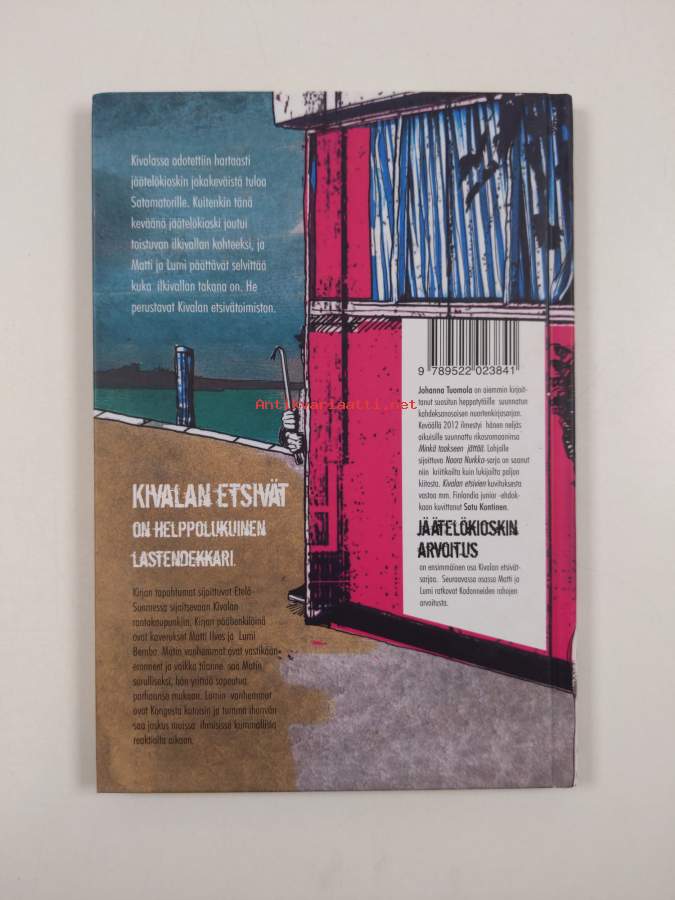 Kivalassa odotettiin hartaasti
jäätelökioskin jokakeväistä tuloa
Satamatorille. Kuitenkin tänä
keväänä jäätelökioski joutui
toistuvan ilkivallan kohteeksi, ja
Matti ja Lumi päättävät selvittää
kuka ilkivallan takana on. He
perustavat Kivalan etsivätoimiston.
KIVALAN ETSIVÄT
ON HELPPOLUKUINEN
LASTENDEKKARI.
Kirjan tapahtumat sijoittuvat Etelä-
Suomessa sijaitsevaan Kivalan
rantakaupunkiin. Kirjan päähenkilöinä
ovat kaverukset Matti Ilves ja Lumi
Bemba. Matin vanhemmat ovat vastikään
eronneet ja vaikka tilanne saa Matin
surulliseksi, hän yrittää sopeutua
parhaansa mukaan. Lumin vanhemmat
ovat Kongosta kotoisin ja tumma ihonväri
saa joskus muissa ihmisissä kummallisia
reaktioita aikaan.
9 789522 023841
Johanna Tuomola on aiemmin kirjoit-
tanut suositun heppatytöille suunnatun
kahdeksanosaisen nuortenkirjasarjan.
Keväällä 2012 ilmestyi hänen neljäs
aikuisille suunnattu rikosromaaninsa
Minkä taakseen jättää. Lohjalle
sijoittuva Noora Nurkka-sarja on saanut
niin kriitikoilta kuin lukijoilta paljon
kiitosta. Kivalan etsivien kuvituksesta
vastaa mm. Finlandia junior -ehdok-
kaan kuvittanut Satu Kontinen.
JÄÄTELÖKIOSKIN
ARVOITUS
on ensimmäinen osa Kivalan etsivät-
sarjaa. Seuraavassa osassa Matti ja
Lumi ratkovat Kadonneiden rahojen
arvoitusta.
Antikvariaatti.net